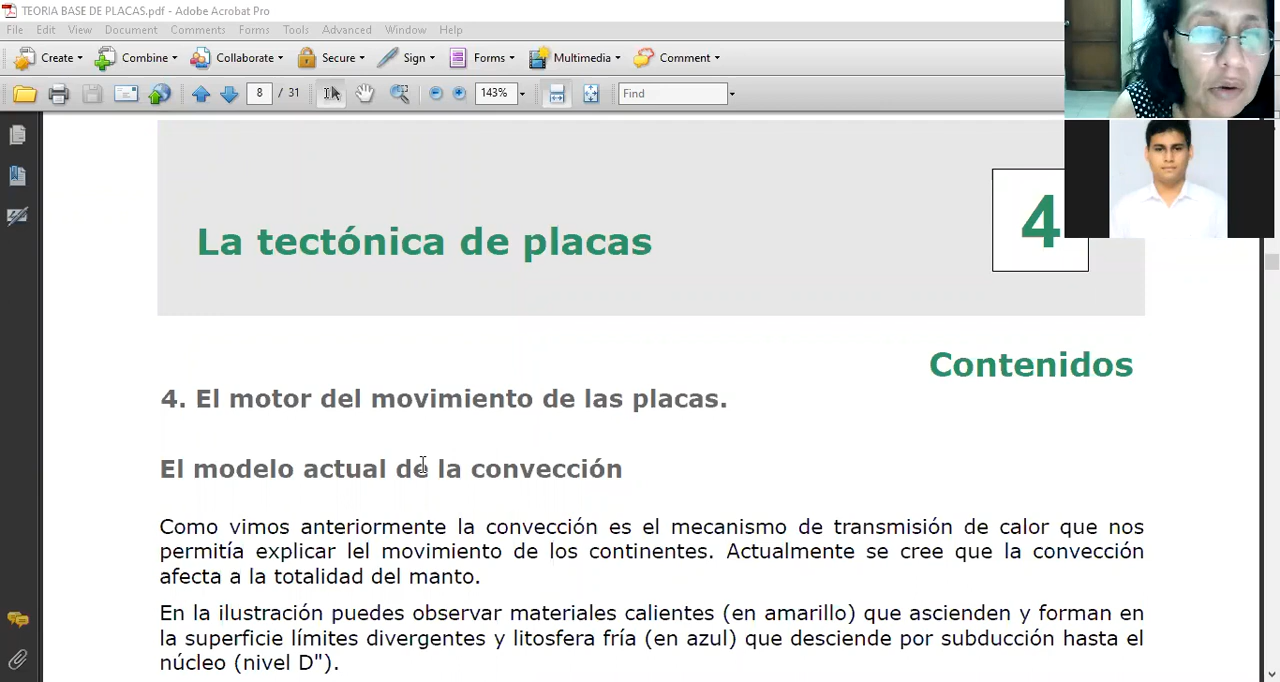 TEORIA BASE DE PLACAS.pdf - Adobe Acrobat Pro
File Edit View Document Comments Forms Tools Advanced Window Help
Create Combine Collaborate Secure Sign Forms Multimedia Comment
8 / 31 143% Find
La tectónica de placas
4
Contenidos
4. El motor del movimiento de las placas.
El modelo actual de la convección
Como vimos anteriormente la convección es el mecanismo de transmisión de calor que nos
permitía explicar lel movimiento de los continentes. Actualmente se cree que la convección
afecta a la totalidad del manto.
En la ilustración puedes observar materiales calientes (en amarillo) que ascienden y forman en
la superficie límites divergentes y litosfera fría (en azul) que desciende por subducción hasta el
núcleo (nivel D").